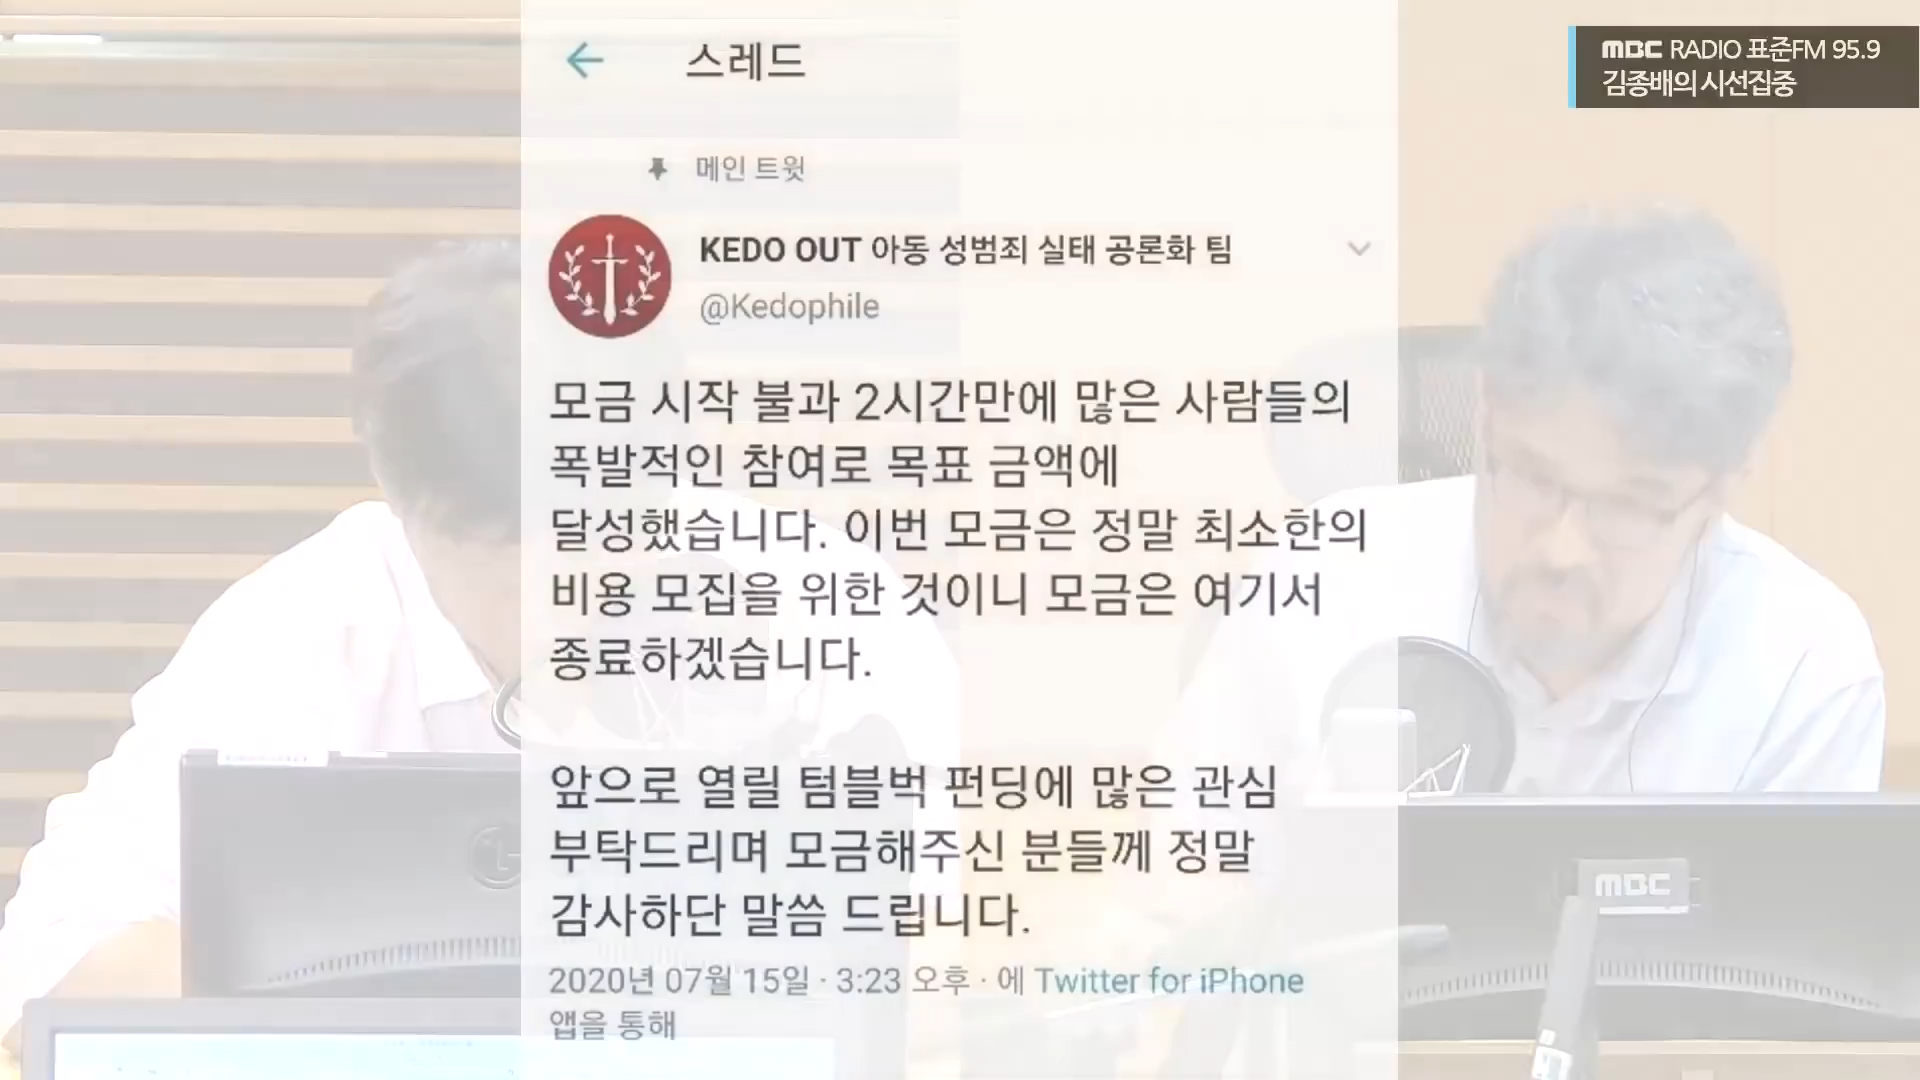 MBC RADIO 표준FM 95.9
김종배의 시선집중
스레드
메인 트윗
KEDO OUT 아동 성범죄 실태 공론화 팀
@Kedophile
모금 시작 불과 2시간만에 많은 사람들의
폭발적인 참여로 목표 금액에
달성했습니다. 이번 모금은 정말 최소한의
비용 모집을 위한 것이니 모금은 여기서
종료하겠습니다.
앞으로 열릴 텀블벅 펀딩에 많은 관심
부탁드리며 모금해주신 분들께 정말
감사하단 말씀 드립니다.
2020년 07월 15일 · 3:23 오후 · 에 Twitter for iPhone
앱을 통해
MBC